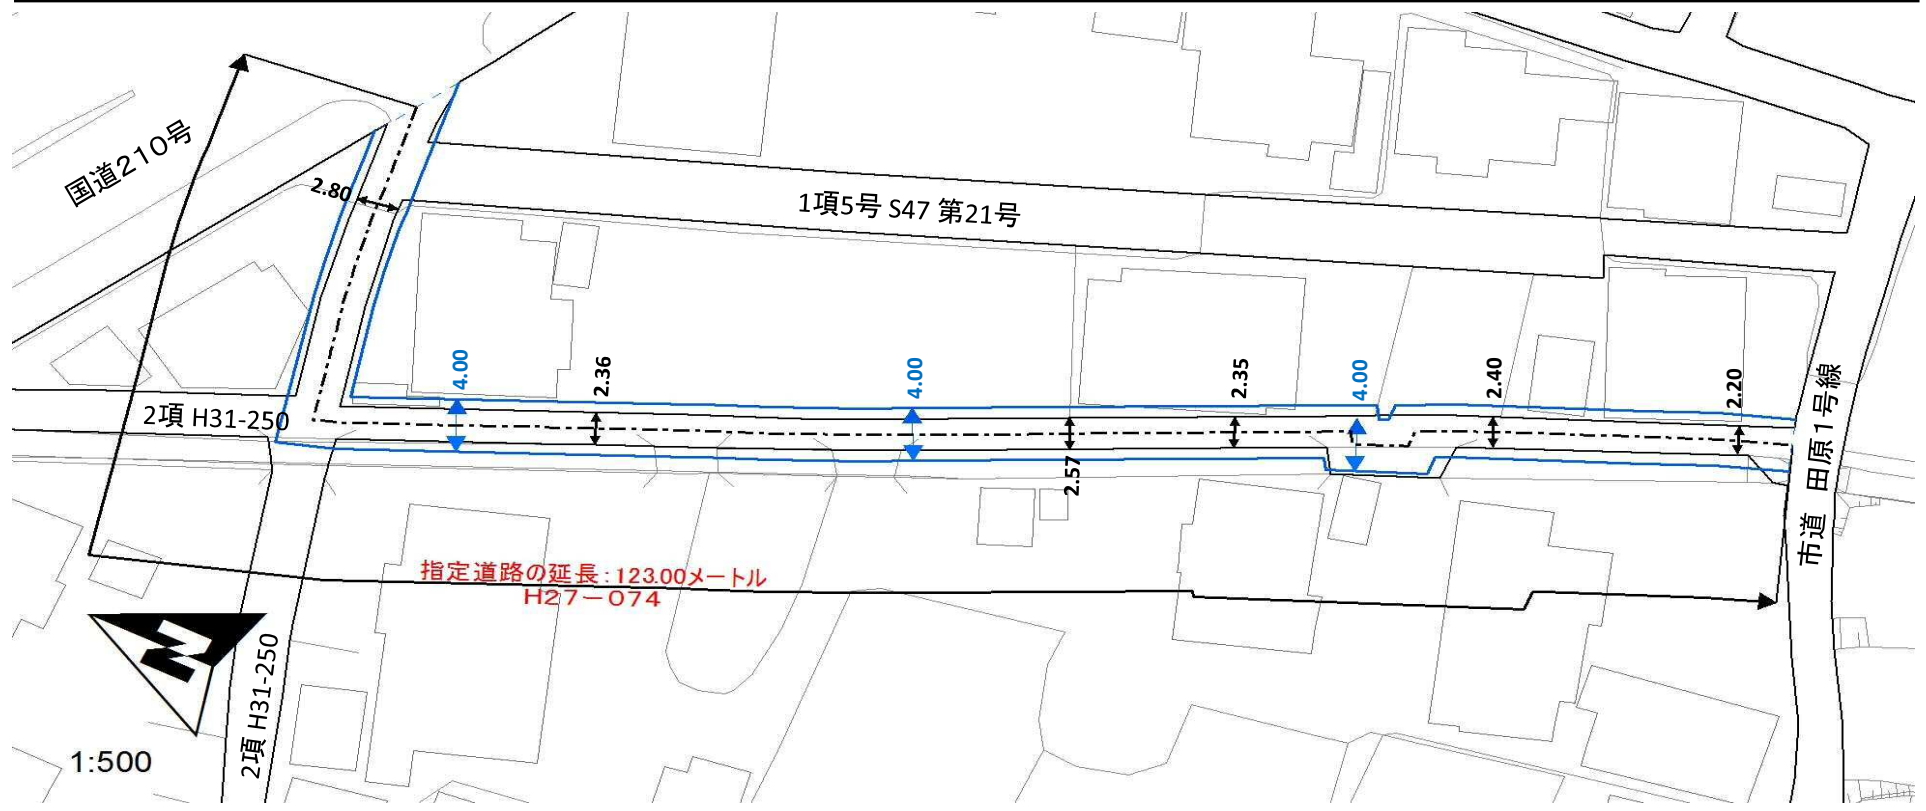 国道210号
2.80
1項5号 S47 第21号
4.00
2.36
4.00
2.35
4.00
2.40
2.20
2項 H31-250
2.57
市道 田原1号線
指定道路の延長:123.00メートル
H27-074
N
2項 H31-250
1:500